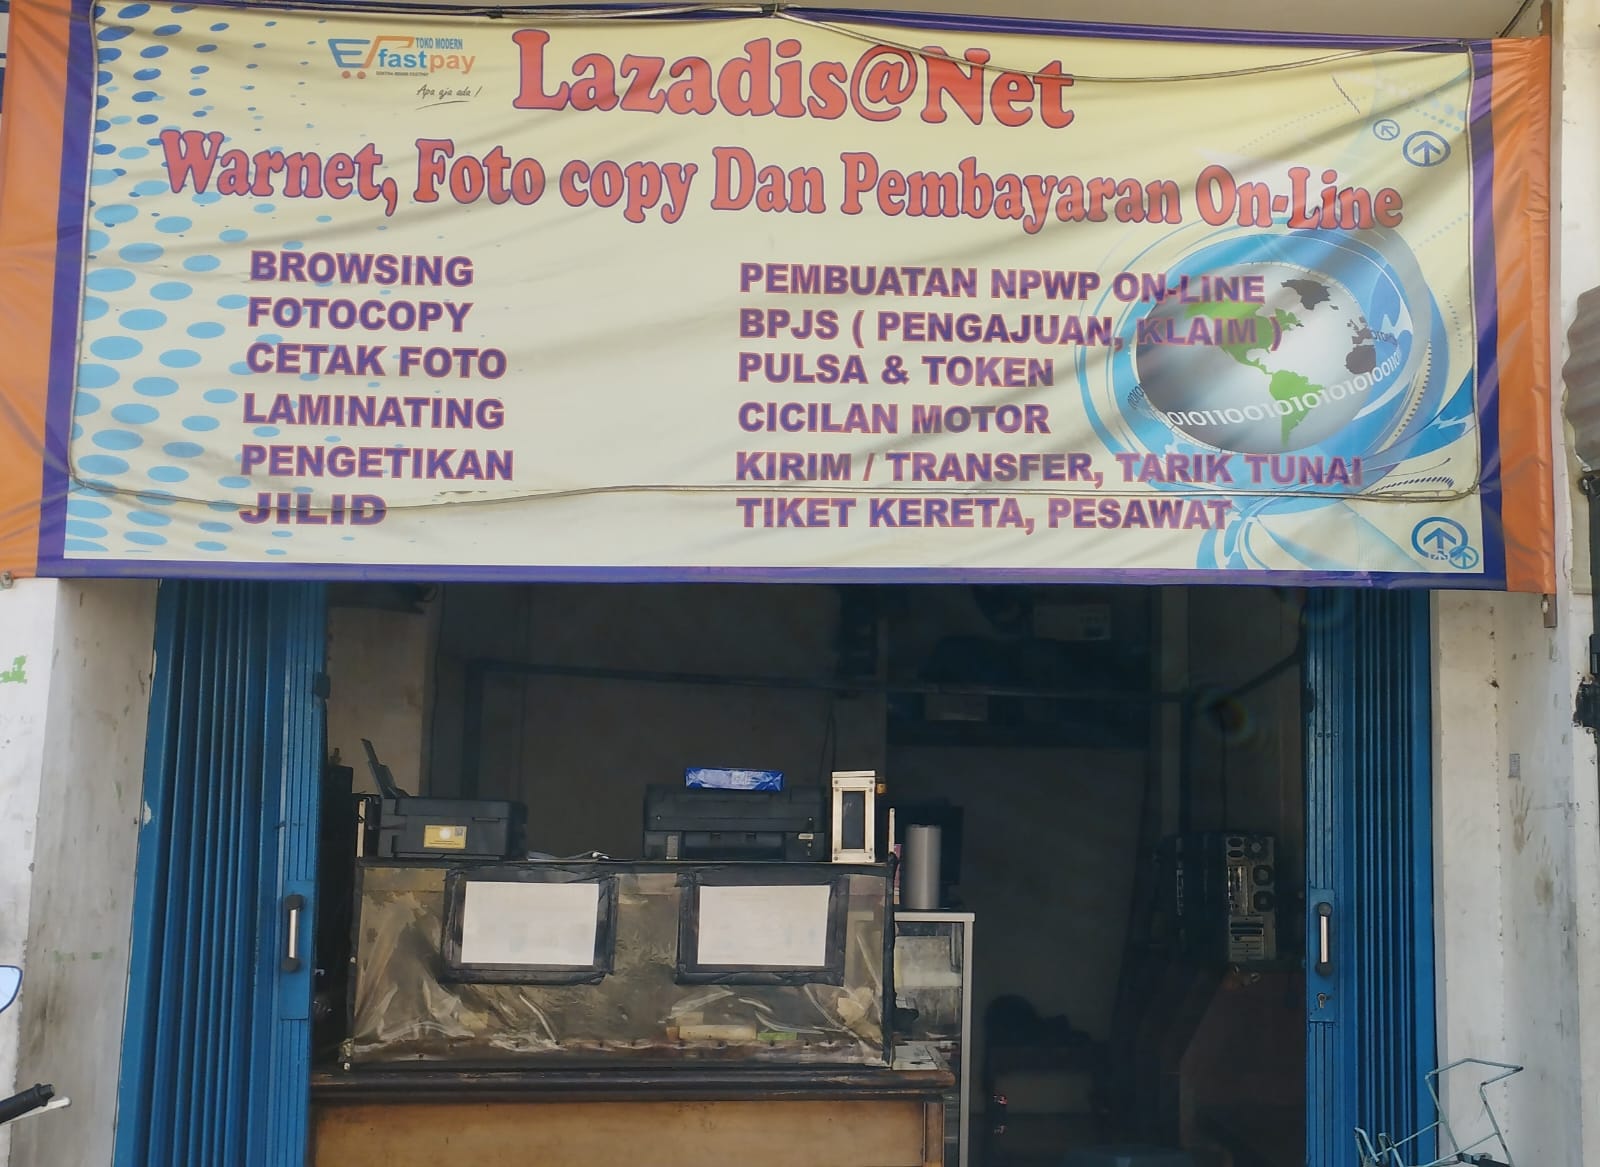 TOKO MODERN
fastpay
Apa aja ada !
Lazadis@Net
Warnet, Foto copy Dan Pembayaran On-Line
BROWSING
FOTOCOPY
CETAK FOTO
LAMINATING
PENGETIKAN
JILID
PEMBUATAN NPWP ON-LINE
BPJS ( PENGAJUAN, KLAIM )
PULSA & TOKEN
CICILAN MOTOR
KIRIM / TRANSFER, TARIK TUNAI
TIKET KERETA, PESAWAT